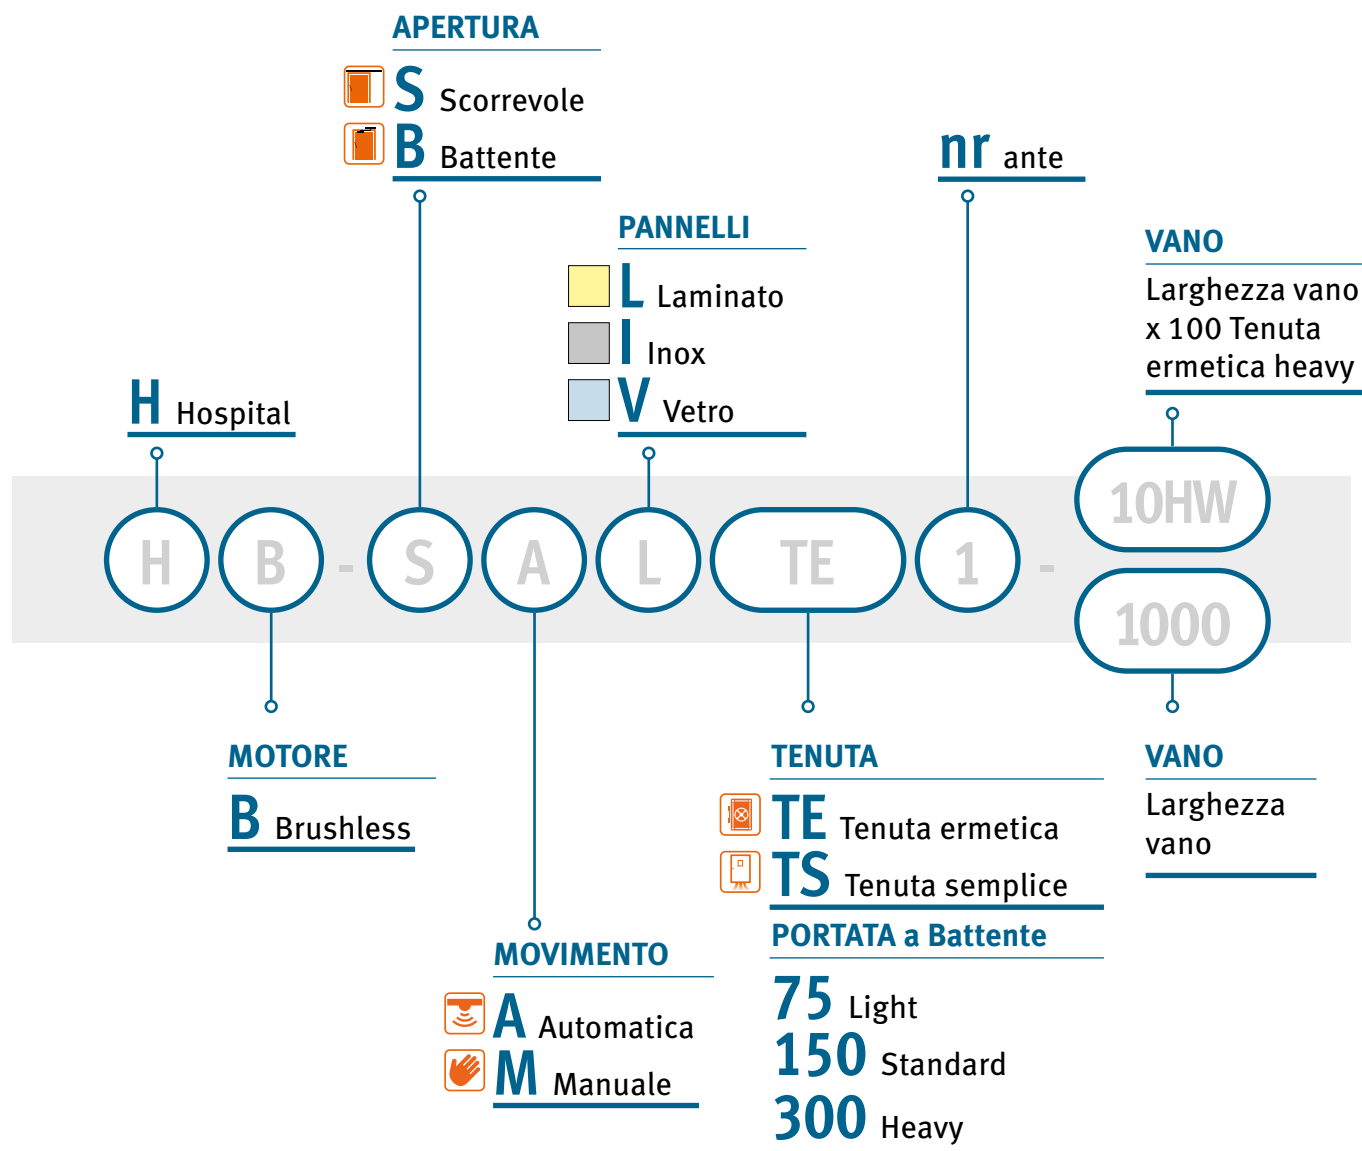 APERTURA
S Scorrevole
B Battente
nr ante
PANNELLI
L Laminato
I Inox
V Vetro
VANO
Larghezza vano
x 100 Tenuta
ermetica heavy
H Hospital
10HW
H B - S A L TE 1 -
1000
MOTORE
B Brushless
TENUTA
TE Tenuta ermetica
TS Tenuta semplice
VANO
Larghezza
vano
PORTATA a Battente
75 Light
150 Standard
300 Heavy
MOVIMENTO
A Automatica
M Manuale